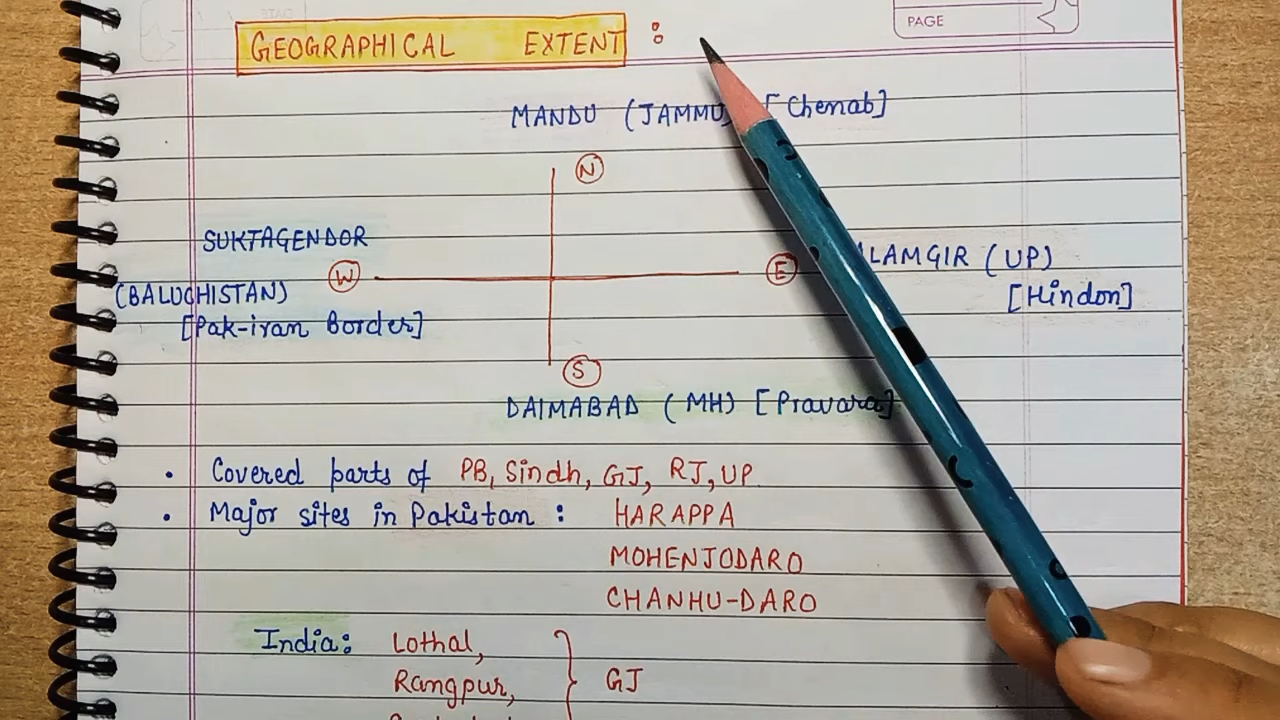 PAGE
GEOGRAPHICAL EXTENT :
MANDU (JAMMU) [Chenab]
N
SUKTAGENDOR
W
E
LAMGIR (UP)
(BALUCHISTAN)
[Hindon]
[Pak-iran Border]
S
DAIMABAD (MH) [Pravara]
• Covered parts of PB, Sindh, GJ, RJ, UP.
• Major sites in Pakistan : HARAPPA
MOHENJODARO
CHANHU-DARO
India: Lothal,
Rangpur, } GJ